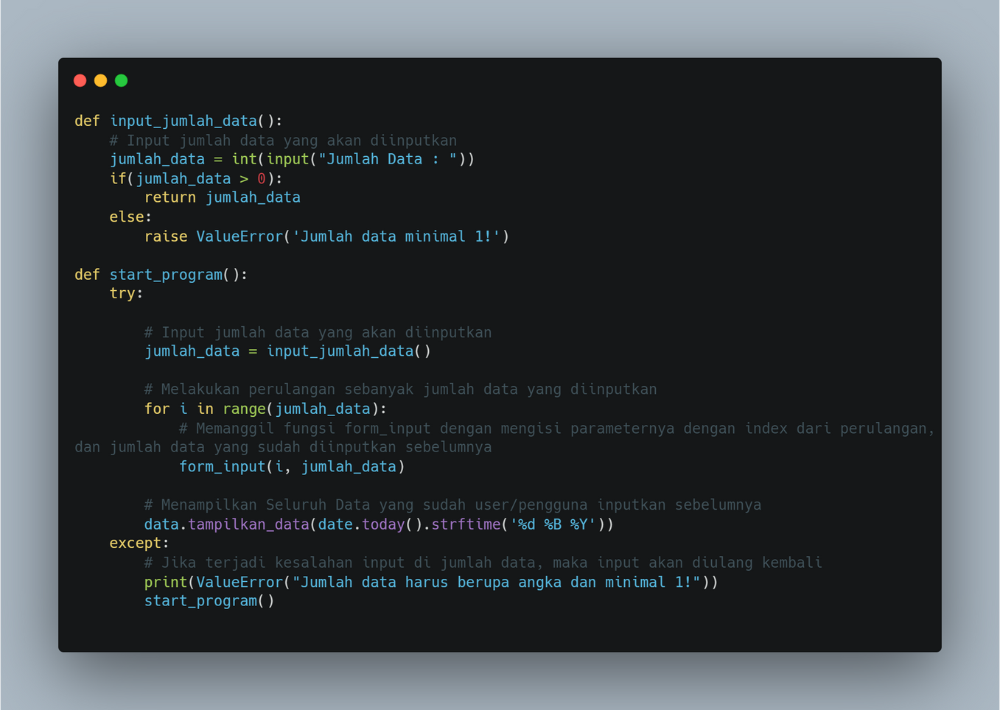 def input_jumlah_data():
    # Input jumlah data yang akan diinputkan
    jumlah_data = int(input("Jumlah Data : "))
    if(jumlah_data > 0):
        return jumlah_data
    else:
        raise ValueError('Jumlah data minimal 1!')

def start_program():
    try:

        # Input jumlah data yang akan diinputkan
        jumlah_data = input_jumlah_data()

        # Melakukan perulangan sebanyak jumlah data yang diinputkan
        for i in range(jumlah_data):
            # Memanggil fungsi form_input dengan mengisi parameternya dengan index dari perulangan,
dan jumlah data yang sudah diinputkan sebelumnya
            form_input(i, jumlah_data)

        # Menampilkan Seluruh Data yang sudah user/pengguna inputkan sebelumnya
        data.tampilkan_data(date.today().strftime('%d %B %Y'))
    except:
        # Jika terjadi kesalahan input di jumlah data, maka input akan diulang kembali
        print(ValueError("Jumlah data harus berupa angka dan minimal 1!"))
        start_program()